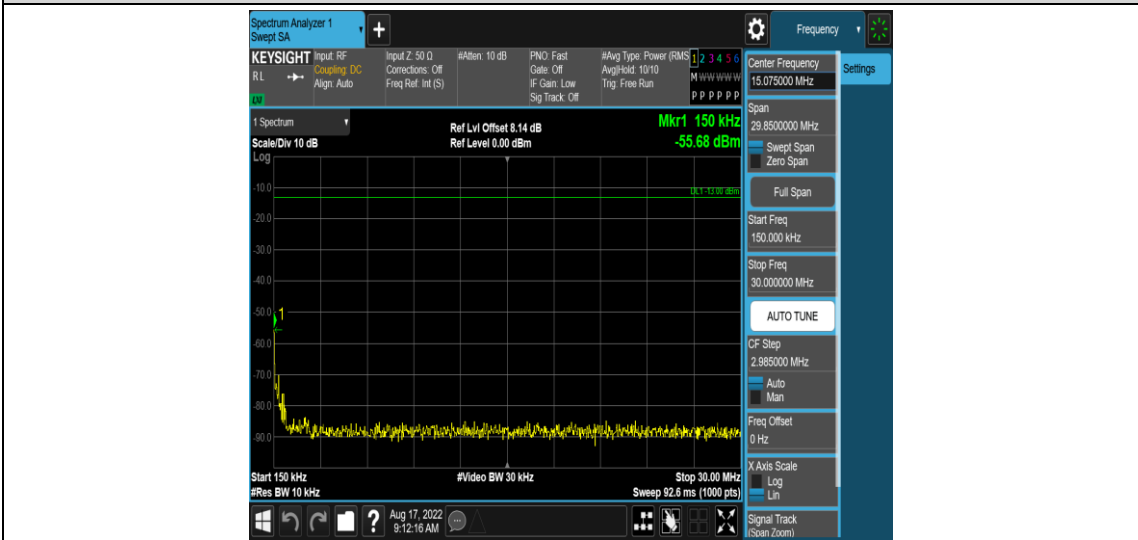 Spectrum Analyzer 1
Swept SA
+
Frequency
KEYSIGHT
RL
LXI
Input: RF
Coupling: DC
Align: Auto
Input Z: 50 Ω
Corrections: Off
Freq Ref: Int (S)
#Atten: 10 dB
PNO: Fast
Gate: Off
IF Gain: Low
Sig Track: Off
#Avg Type: Power (RMS
Avg|Hold: 10/10
Trig: Free Run
1 2 3 4 5 6
M W W W W W
P P P P P P
1 Spectrum
Scale/Div 10 dB
Log
Ref Lvl Offset 8.14 dB
Ref Level 0.00 dBm
Mkr1 150 kHz
-55.68 dBm
DL1 -13.00 dBm
-10.0
-20.0
-30.0
-40.0
-50.0
1
-60.0
-70.0
-80.0
-90.0
Start 150 kHz
#Res BW 10 kHz
#Video BW 30 kHz
Stop 30.00 MHz
Sweep 92.6 ms (1000 pts)
?
Aug 17, 2022
9:12:16 AM
Center Frequency
15.075000 MHz
Span
29.8500000 MHz
Swept Span
Zero Span
Full Span
Start Freq
150.000 kHz
Stop Freq
30.000000 MHz
AUTO TUNE
CF Step
2.985000 MHz
Auto
Man
Freq Offset
0 Hz
X Axis Scale
Log
Lin
Signal Track
(Span Zoom)
Settings